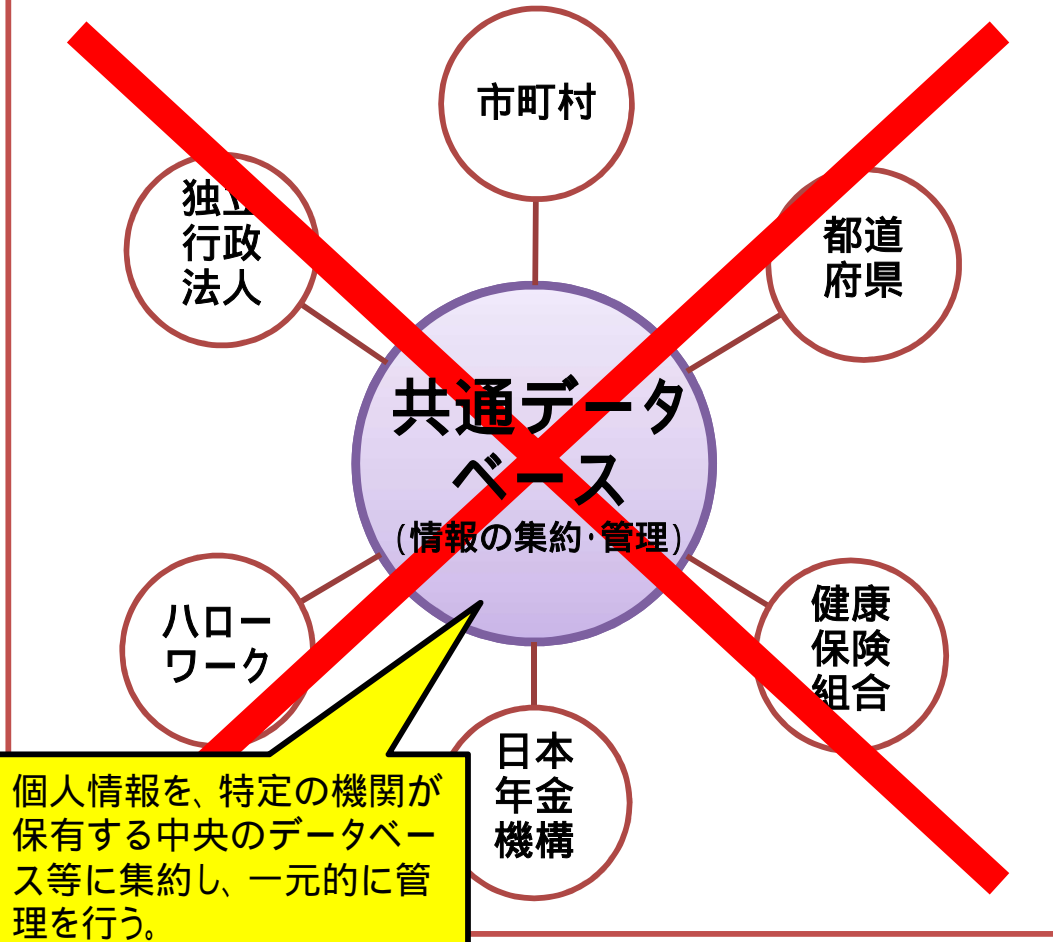 市町村
独立
行政
法人
都道
府県
共通データ
ベース
(情報の集約･管理)
ハロー
ワーク
健康
保険
組合
日本
年金
機構
個人情報を、特定の機関が
保有する中央のデータベー
ス等に集約し、一元的に管
理を行う。